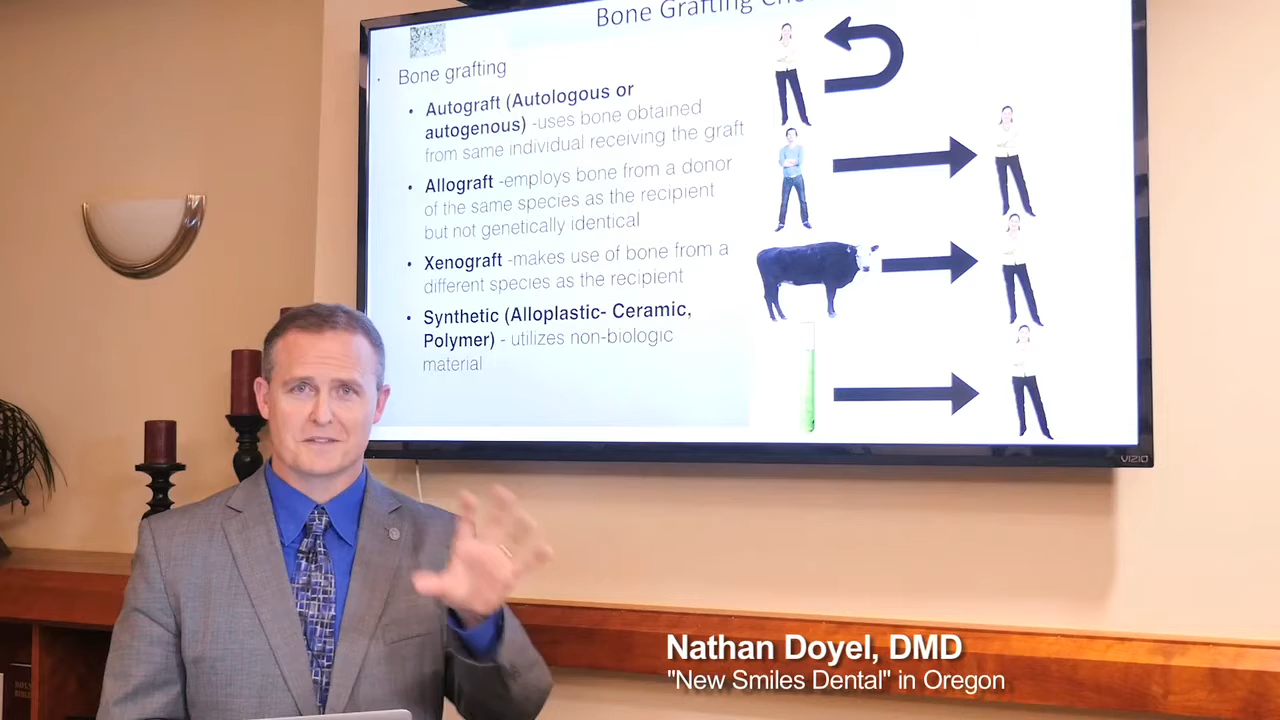 Bone Grafting
Bone grafting
Autograft (Autologous or
autogenous) -uses bone obtained
from same individual receiving the graft
Allograft -employs bone from a donor
of the same species as the recipient
but not genetically identical
Xenograft -makes use of bone from a
different species as the recipient
Synthetic (Alloplastic- Ceramic,
Polymer) - utilizes non-biologic
material
VIZIO
HOLY
BIBLE
Nathan Doyel, DMD
"New Smiles Dental" in Oregon